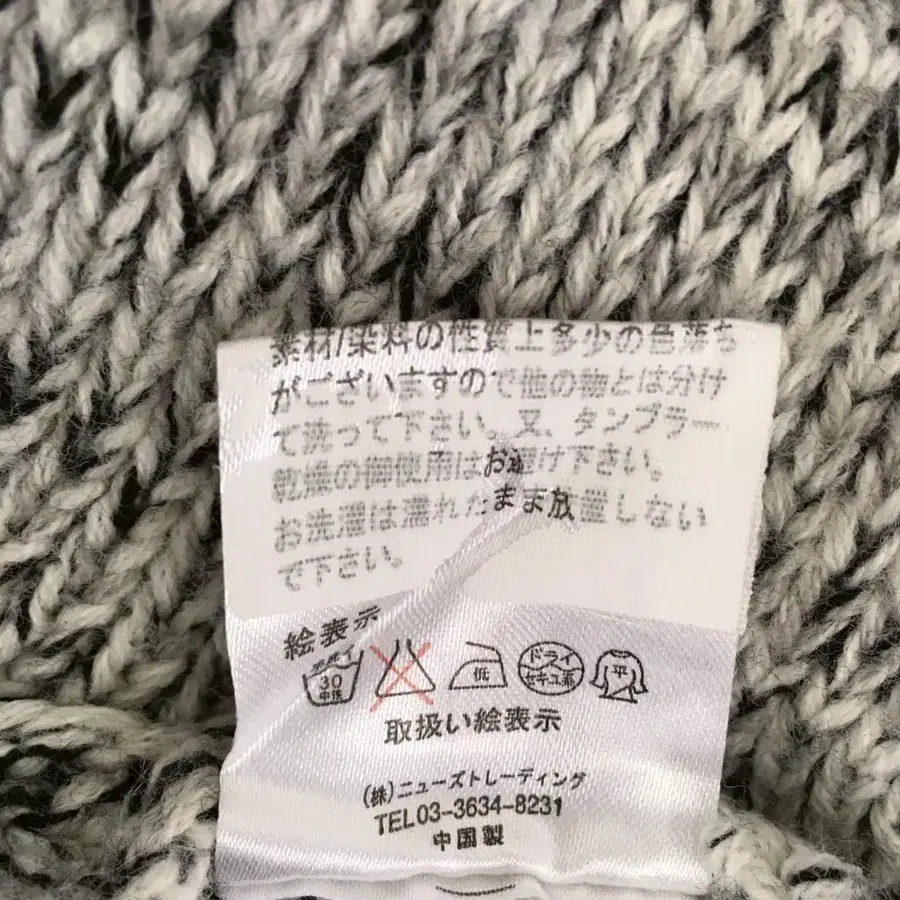 素材/染料の性質上多少の色落ち
がございますので他の物とは分け
て洗って下さい。又、タンブラー
乾燥の御使用はお避け下さい。
お洗濯は濡れたまま放置しない
で下さい。
絵表示
ヨワイ
30
中性
低
ドライ
セキユ系
平
取扱い絵表示
(株)ニューズトレーディング
TEL03-3634-8231
中国製